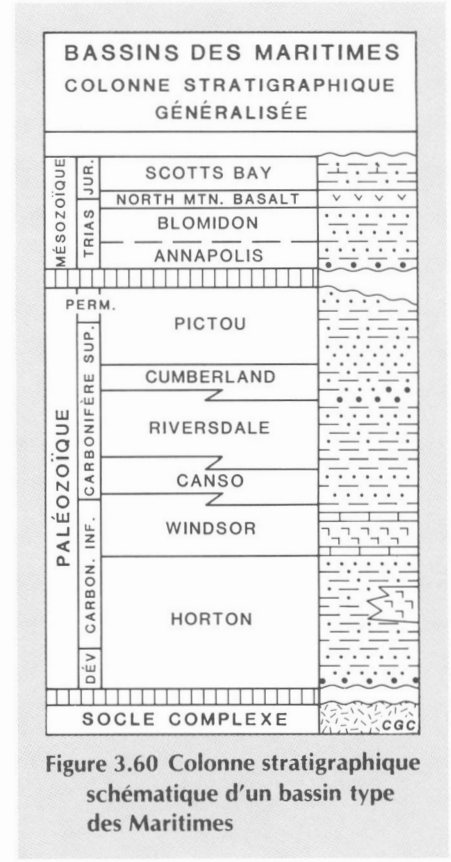 BASSINS DES MARITIMES
COLONNE STRATIGRAPHIQUE
GÉNÉRALISÉE
MÉSOZOÏQUE
JUR.
TRIAS
SCOTTS BAY
NORTH MTN. BASALT
BLOMIDON
ANNAPOLIS
PALÉOZOÏQUE
PERM.
CARBONIFÈRE SUP.
CARBON. INF.
DÉV
PICTOU
CUMBERLAND
RIVERSDALE
CANSO
WINDSOR
HORTON
SOCLE COMPLEXE
CGC
Figure 3.60 Colonne stratigraphique
schématique d'un bassin type
des Maritimes